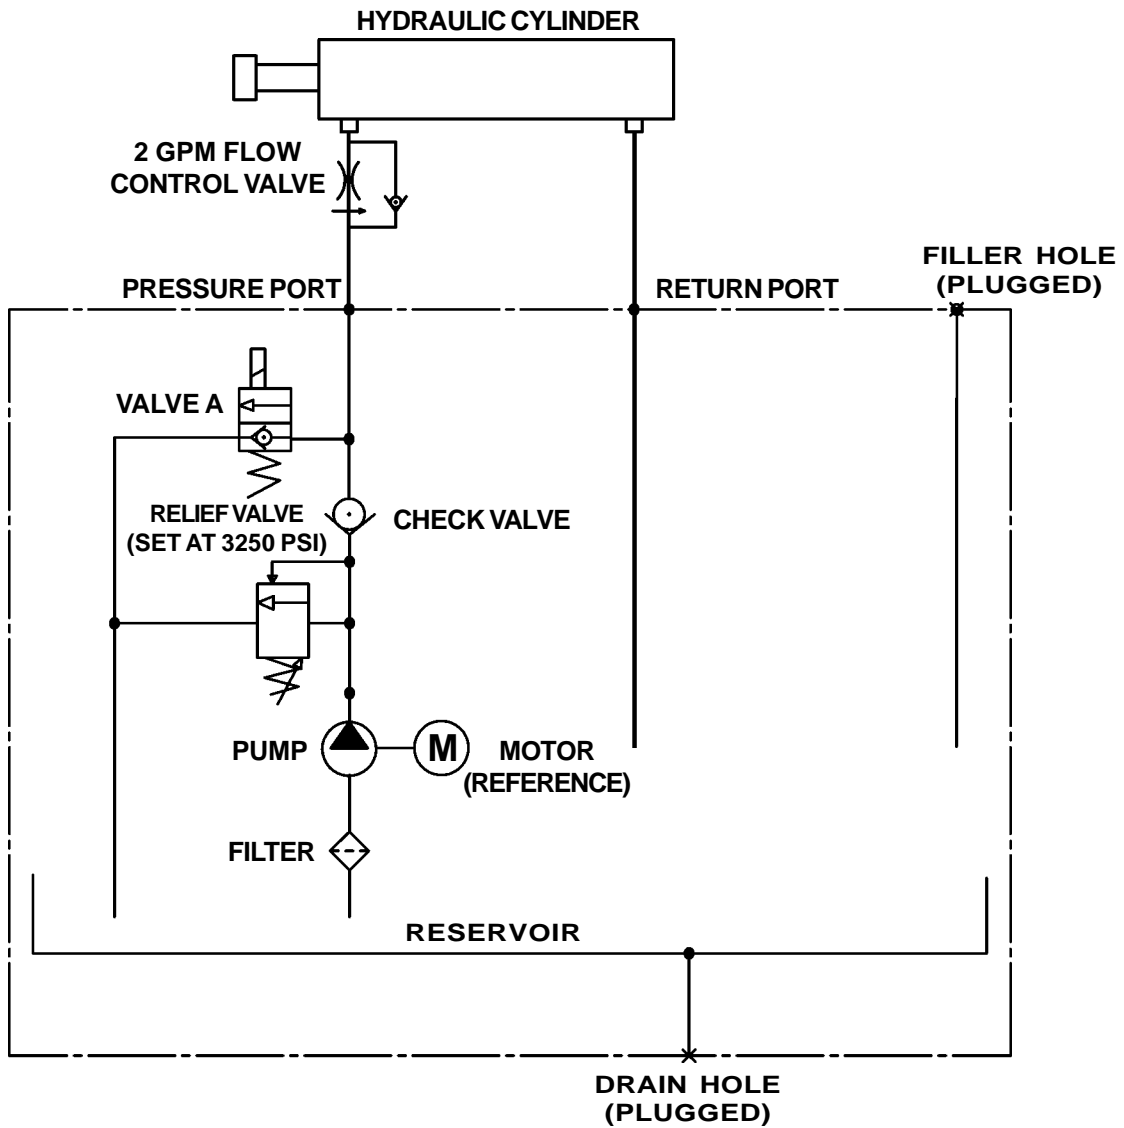 HYDRAULIC CYLINDER
2 GPM FLOW
CONTROL VALVE
FILLER HOLE
(PLUGGED)
PRESSURE PORT
RETURN PORT
VALVE A
RELIEF VALVE
(SET AT 3250 PSI)
CHECK VALVE
PUMP
M
MOTOR
(REFERENCE)
FILTER
RESERVOIR
DRAIN HOLE
(PLUGGED)